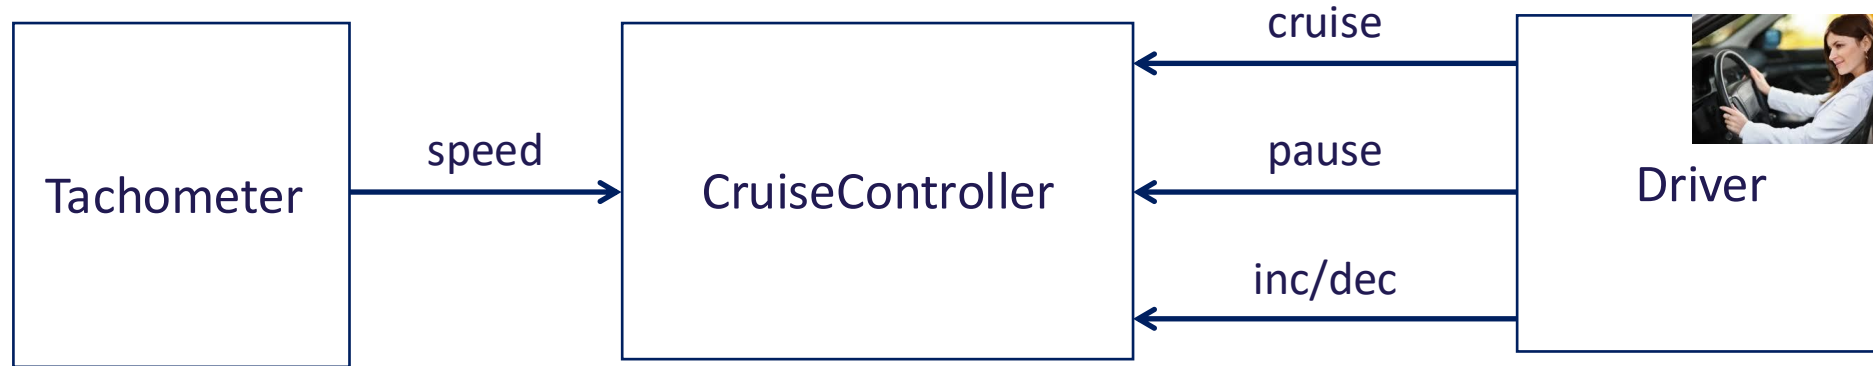 cruise
speed
pause
Tachometer
CruiseController
Driver
inc/dec